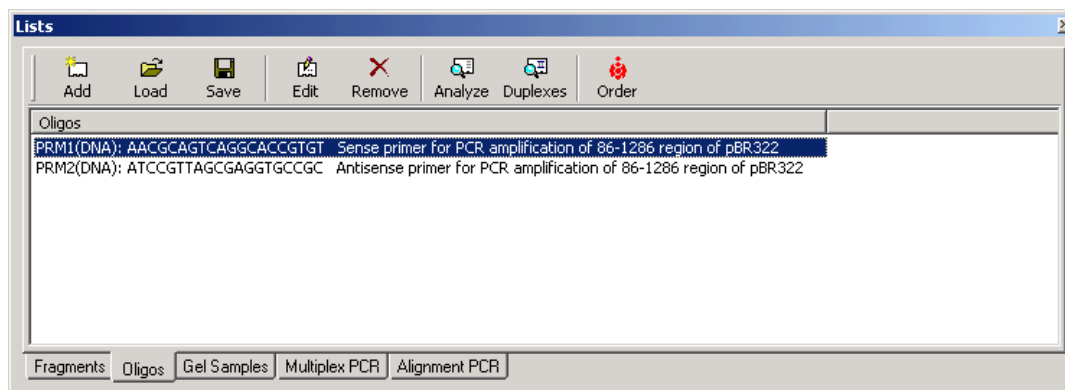 Lists
Add Load Save Edit Remove Analyze Duplexes Order
Oligos
PRM1(DNA): AACGCAGTCAGGCACCGTGT Sense primer for PCR amplification of 86-1286 region of pBR322
PRM2(DNA): ATCCGTTAGCGAGGTGCCGC Antisense primer for PCR amplification of 86-1286 region of pBR322
Fragments Oligos Gel Samples Multiplex PCR Alignment PCR